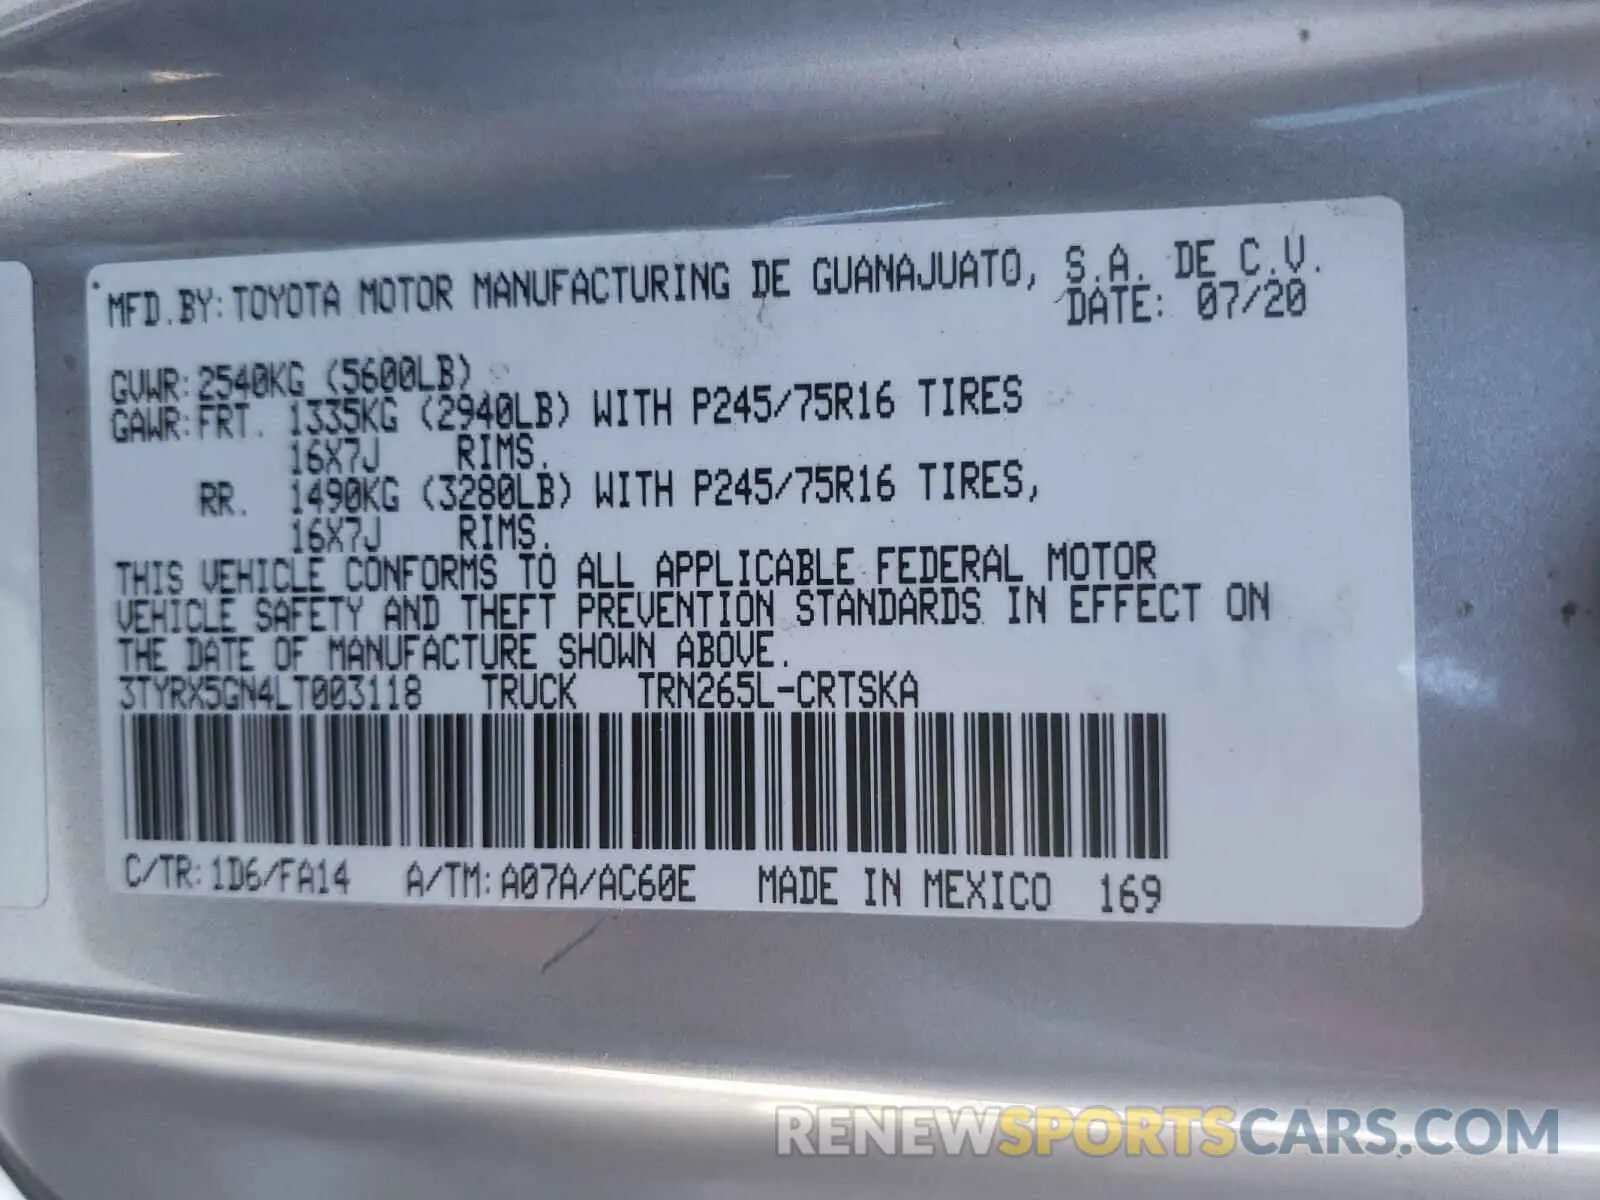 MFD.BY: TOYOTA MOTOR MANUFACTURING DE GUANAJUATO, S.A. DE C.V.
DATE: 07/20
GVWR: 2540KG (5600LB)
GAWR: FRT. 1335KG (2940LB) WITH P245/75R16 TIRES
16X7J RIMS.
RR. 1490KG (3280LB) WITH P245/75R16 TIRES,
16X7J RIMS.
THIS VEHICLE CONFORMS TO ALL APPLICABLE FEDERAL MOTOR
VEHICLE SAFETY AND THEFT PREVENTION STANDARDS IN EFFECT ON
THE DATE OF MANUFACTURE SHOWN ABOVE.
3TYRX5GN4LT003118 TRUCK TRN265L-CRTSKA
C/TR: 1D6/FA14 A/TM: A07A/AC60E MADE IN MEXICO 169
RENEWSPORTSCARS.COM